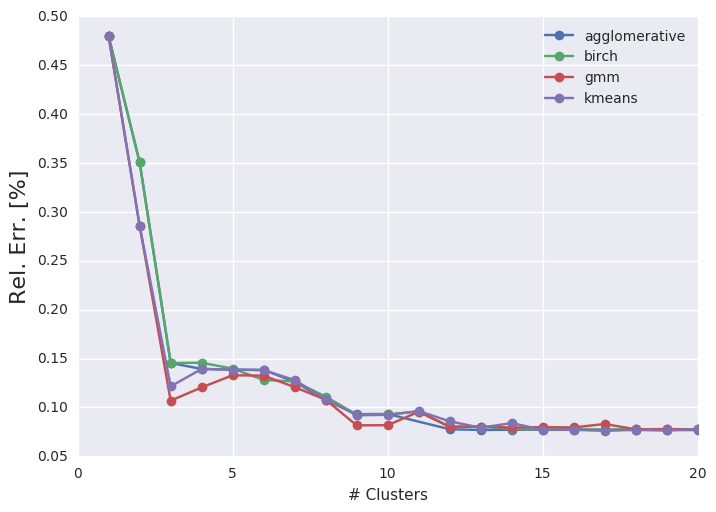 0.50
0.45
0.40
0.35
0.30
0.25
0.20
0.15
0.10
0.05
Rel. Err. [%]
agglomerative
birch
gmm
kmeans
0 5 10 15 20
# Clusters